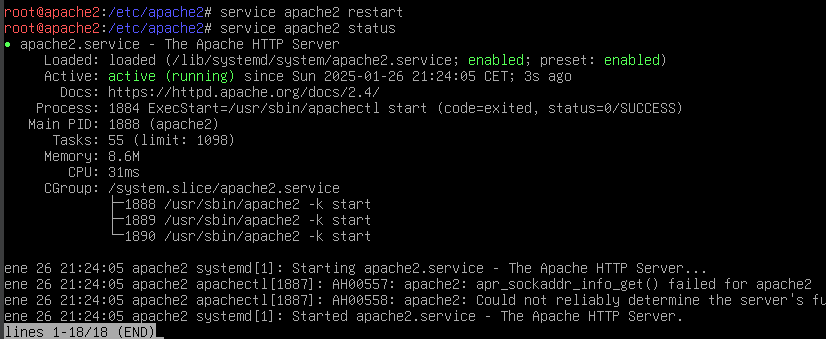 root@apache2:/etc/apache2# service apache2 restart
root@apache2:/etc/apache2# service apache2 status
● apache2.service - The Apache HTTP Server
     Loaded: loaded (/lib/systemd/system/apache2.service; enabled; preset: enabled)
     Active: active (running) since Sun 2025-01-26 21:24:05 CET; 3s ago
       Docs: https://httpd.apache.org/docs/2.4/
    Process: 1884 ExecStart=/usr/sbin/apachectl start (code=exited, status=0/SUCCESS)
   Main PID: 1888 (apache2)
      Tasks: 55 (limit: 1098)
     Memory: 8.6M
        CPU: 31ms
     CGroup: /system.slice/apache2.service
             ├─1888 /usr/sbin/apache2 -k start
             ├─1889 /usr/sbin/apache2 -k start
             └─1890 /usr/sbin/apache2 -k start

ene 26 21:24:05 apache2 systemd[1]: Starting apache2.service - The Apache HTTP Server...
ene 26 21:24:05 apache2 apachectl[1887]: AH00557: apache2: apr_sockaddr_info_get() failed for apache2
ene 26 21:24:05 apache2 apachectl[1887]: AH00558: apache2: Could not reliably determine the server's fu
ene 26 21:24:05 apache2 systemd[1]: Started apache2.service - The Apache HTTP Server.
lines 1-18/18 (END)